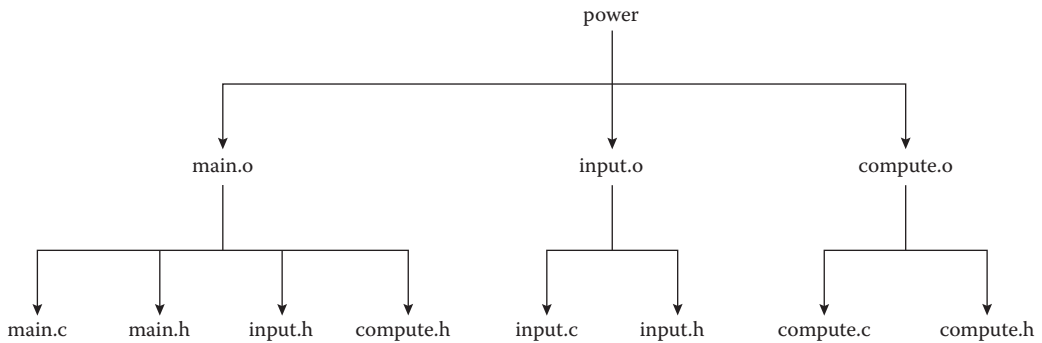 power
main.o input.o compute.o
main.c main.h input.h compute.h input.c input.h compute.c compute.h